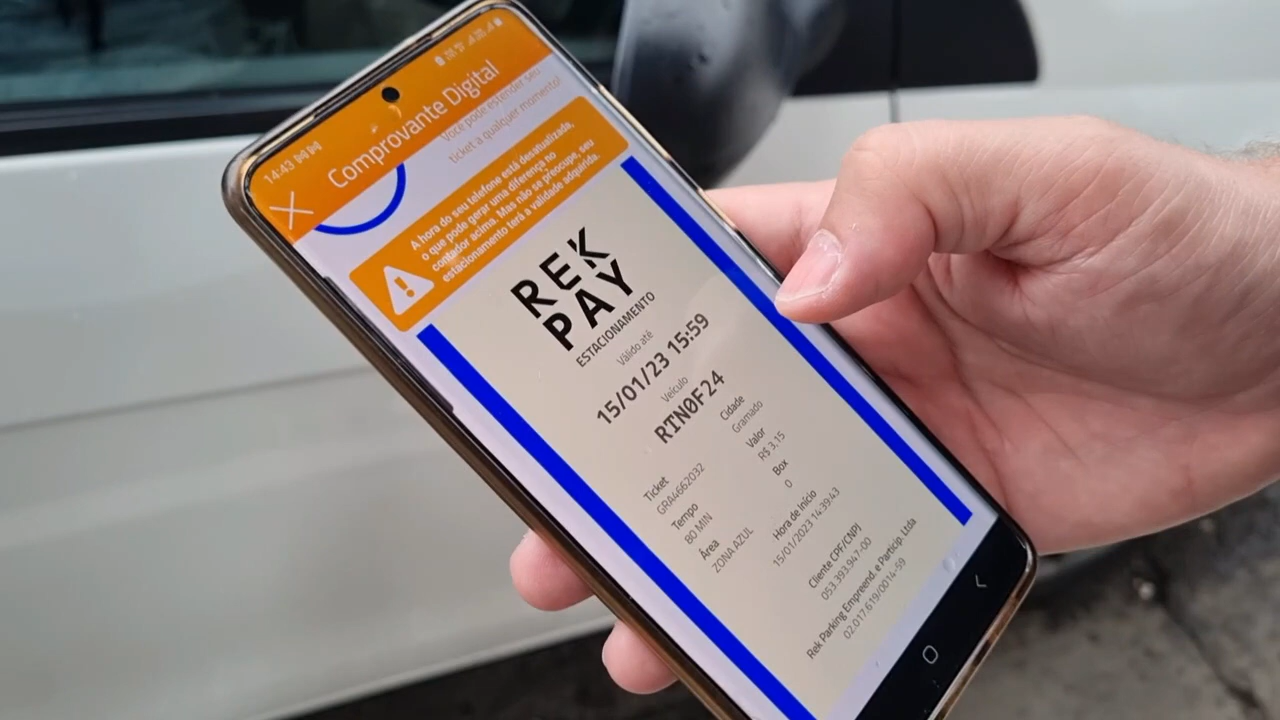 14:43
Comprovante Digital
Você pode estender seu
ticket a qualquer momento!
A hora do seu telefone está desatualizada,
o que pode gerar uma diferença no
contador acima. Mas não se preocupe, seu
estacionamento terá a validade adquirida.
REK
PAY
ESTACIONAMENTO
Válido até
15/01/23 15:59
Veículo
RTN0F24
Ticket
GRA4662032
Cidade
Gramado
Tempo
80 MIN
Valor
R$ 3,15
Área
ZONA AZUL
Box
0
Hora de Início
15/01/2023 14:39:43
Cliente CPF/CNPJ
053.393.947-00
Rek Parking Empreend. e Particip. Ltda
02.017.619/0014-59